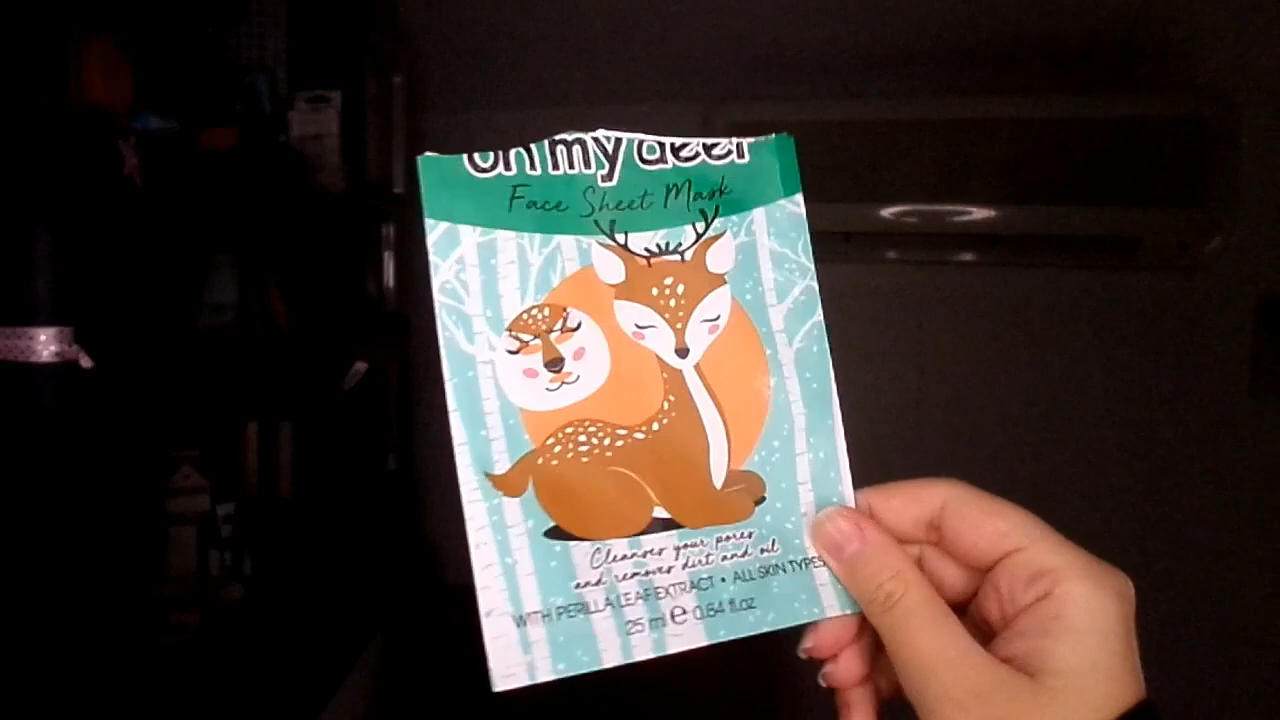 oh my deer
Face Sheet Mask
Cleanses your pores
and removes dirt and oil
WITH PERILLA LEAF EXTRACT • ALL SKIN TYPES
25 ml ℮ 0.84 fl.oz